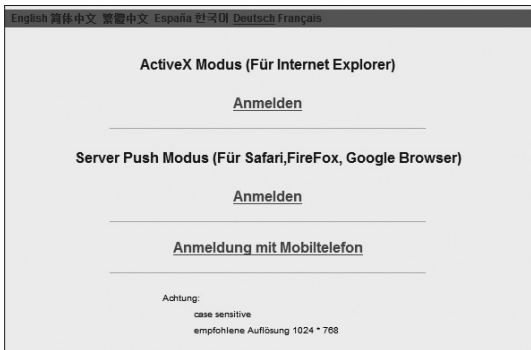 English 简体中文 繁體中文 España 한국어 Deutsch Français
ActiveX Modus (Für Internet Explorer)
Anmelden
Server Push Modus (Für Safari,FireFox, Google Browser)
Anmelden
Anmeldung mit Mobiltelefon
Achtung:
case sensitive
empfohlene Auflösung 1024 * 768